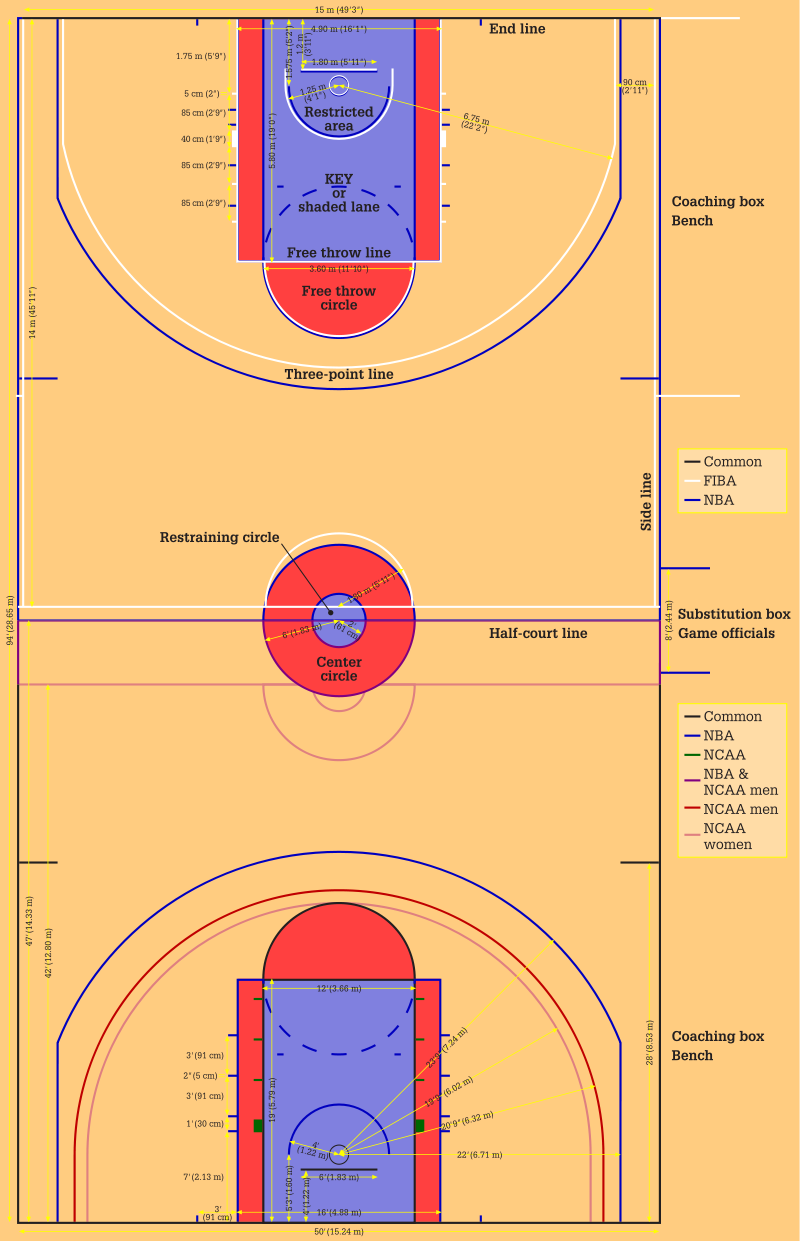 15 m (49'3")
4.90 m (16'1")
End line
1.575 m (5'2")
1.2 m
(3'11")
1.75 m (5'9")
1.80 m (5'11")
90 cm
(2'11")
5 cm (2")
1.25 m
(4'1")
85 cm (2'9")
Restricted
area
6.75 m
(22'2")
40 cm (1'9")
5.80 m (19'0")
85 cm (2'9")
KEY
or
shaded lane
85 cm (2'9")
Coaching box
Bench
Free throw line
3.60 m (11'10")
Free throw
circle
14 m (45'11")
Three-point line
Common
FIBA
NBA
Side line
Restraining circle
1.80 m (5'11")
94' (28.65 m)
8' (2.44 m)
Substitution box
Game officials
6' (1.83 m)
2'
(61 cm)
Half-court line
Center
circle
Common
NBA
NCAA
NBA &
NCAA men
NCAA men
NCAA
women
47' (14.33 m)
42' (12.80 m)
12' (3.66 m)
28' (8.53 m)
Coaching box
Bench
3' (91 cm)
23'9" (7.24 m)
2" (5 cm)
19'9" (6.02 m)
3' (91 cm)
19' (5.79 m)
1' (30 cm)
20'9" (6.32 m)
4'
(1.22 m)
22' (6.71 m)
7' (2.13 m)
6' (1.83 m)
5'3" (1.60 m)
4' (1.22 m)
3'
(91 cm)
16' (4.88 m)
50' (15.24 m)